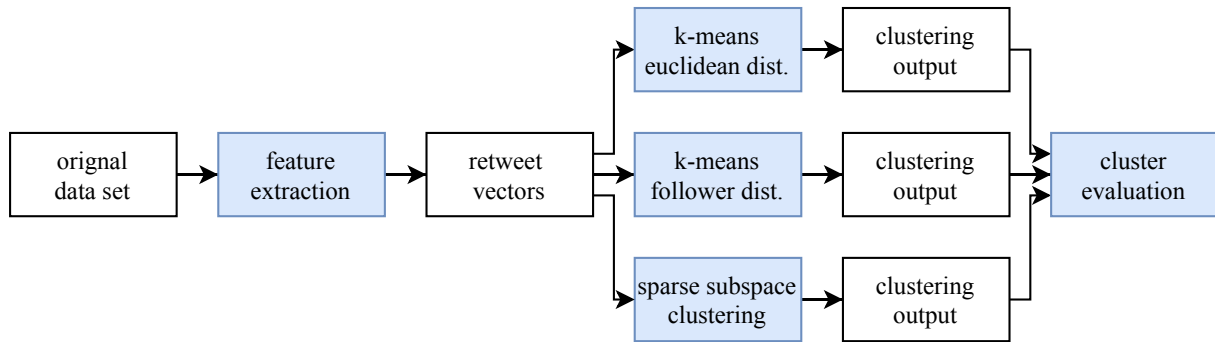 orignal
data set
feature
extraction
retweet
vectors
k-means
euclidean dist.
clustering
output
k-means
follower dist.
clustering
output
sparse subspace
clustering
clustering
output
cluster
evaluation